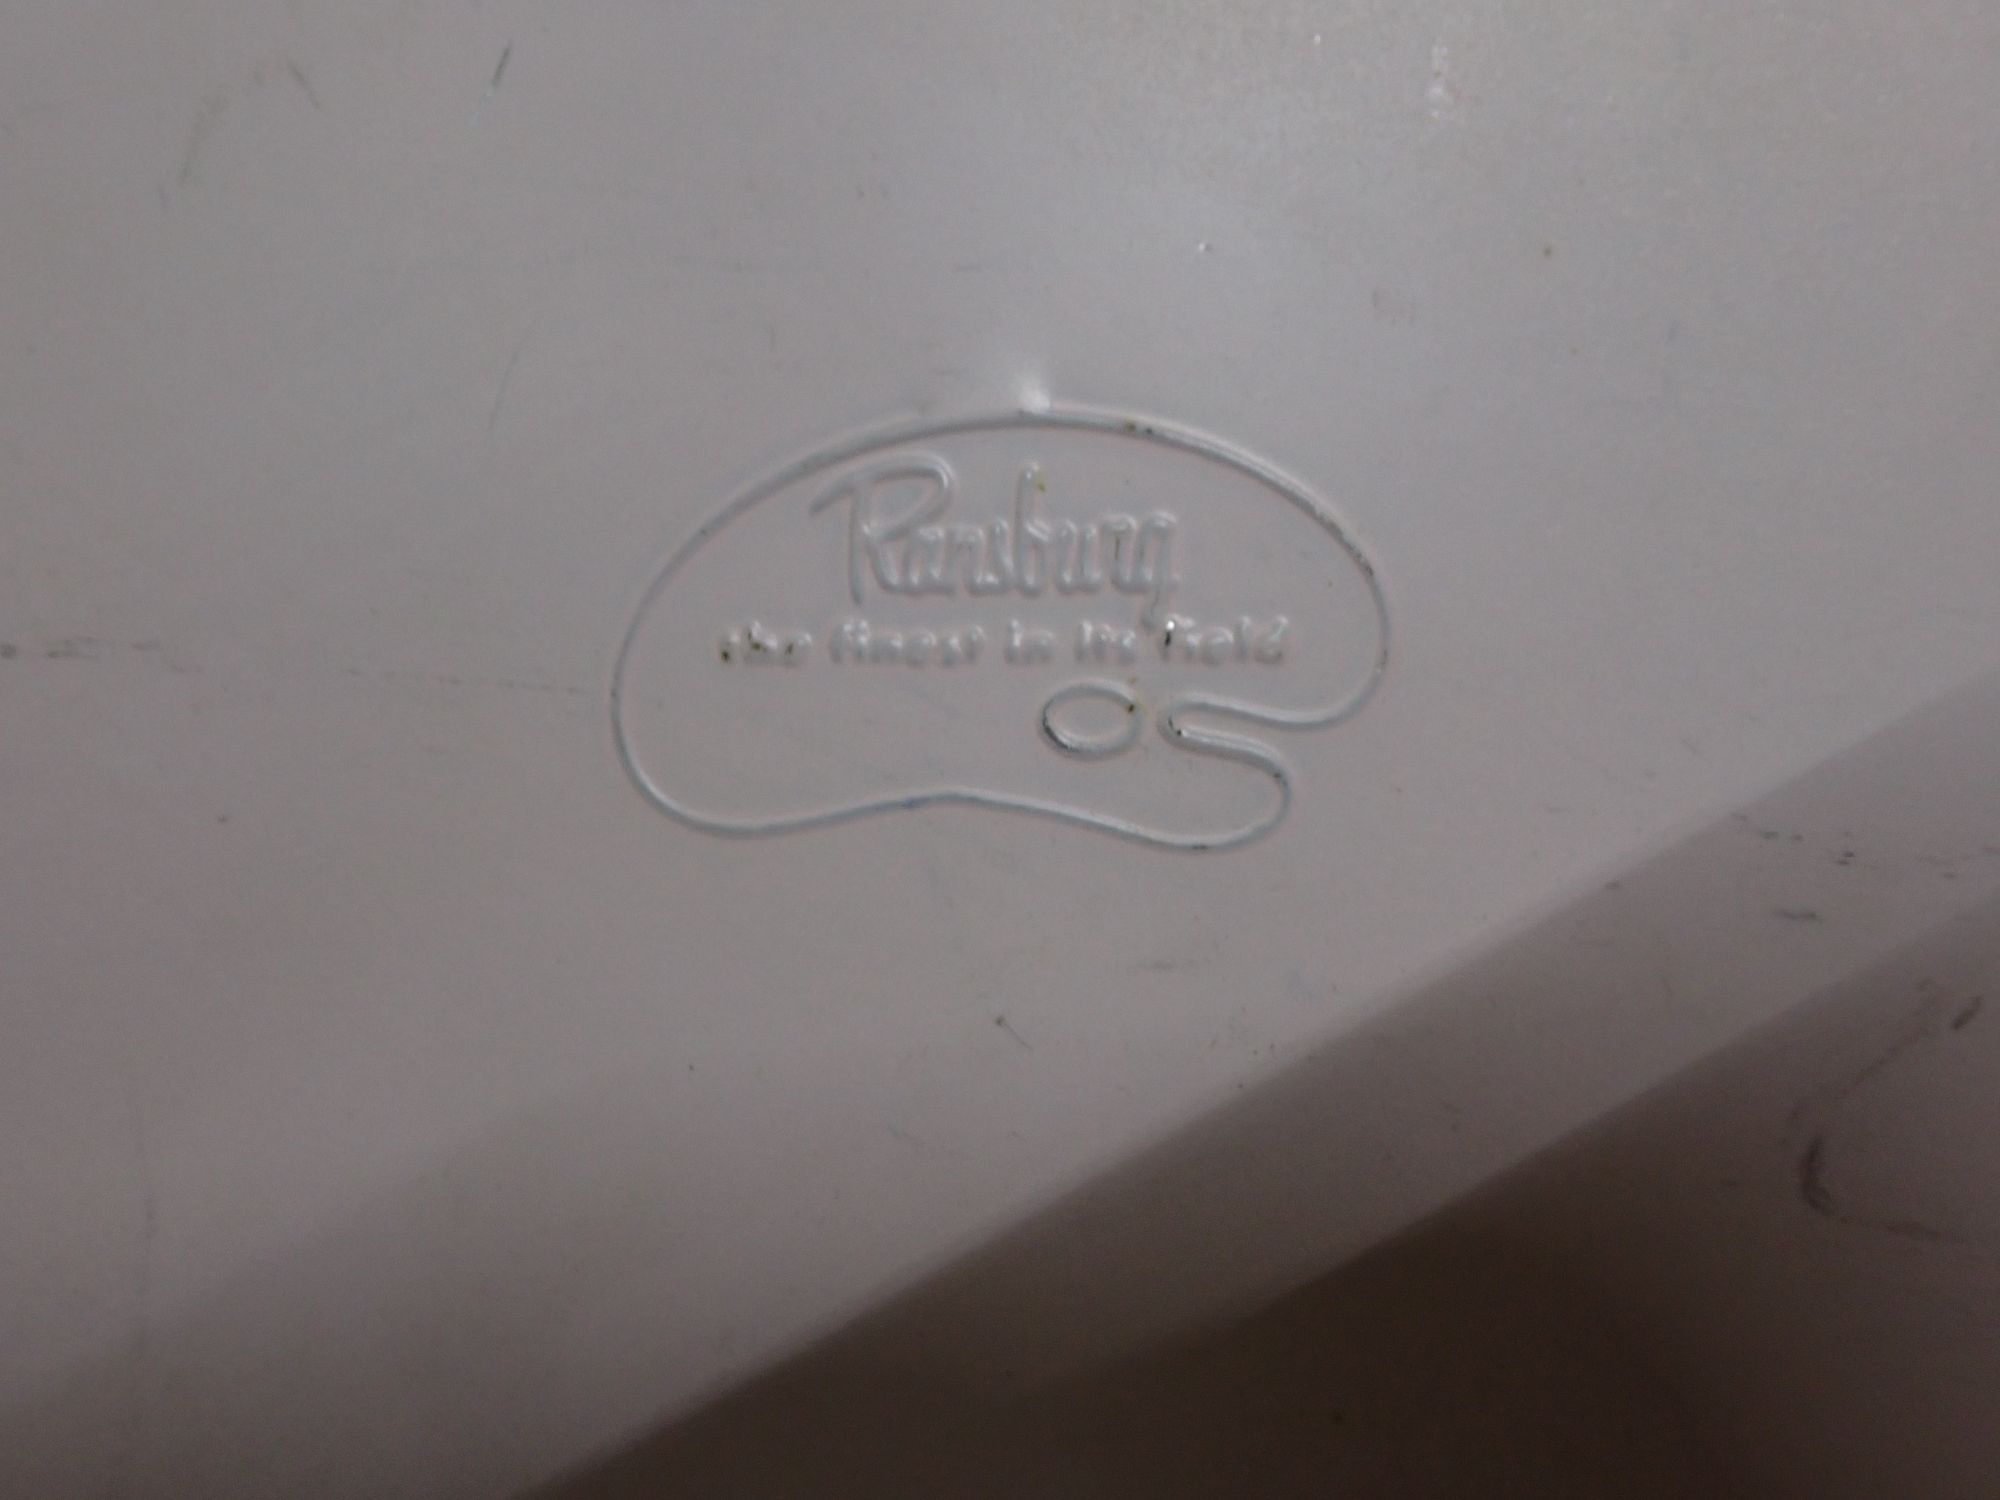 Ransburg
the finest in its field